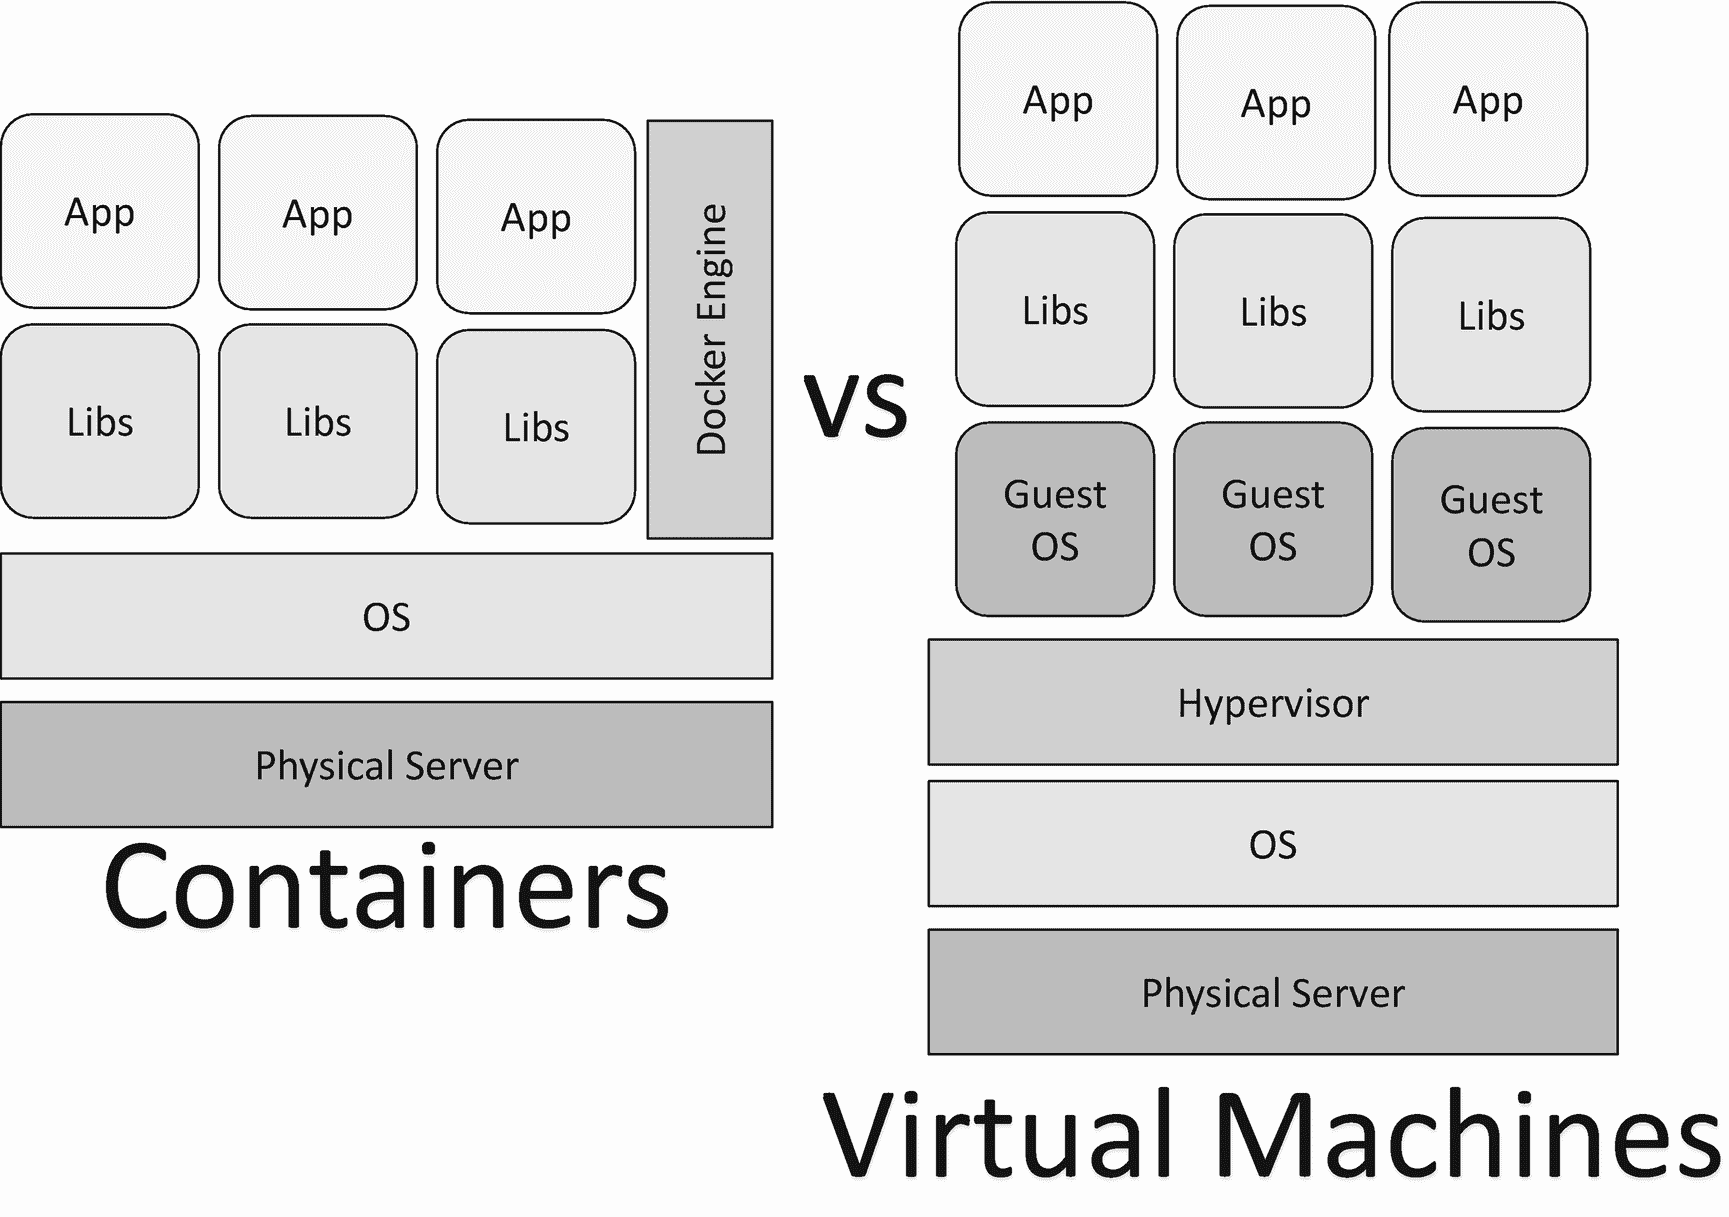 App
App
App
Libs
Libs
Libs
Docker Engine
OS
Physical Server
Containers
vs
App
App
App
Libs
Libs
Libs
Guest
OS
Guest
OS
Guest
OS
Hypervisor
OS
Physical Server
Virtual Machines